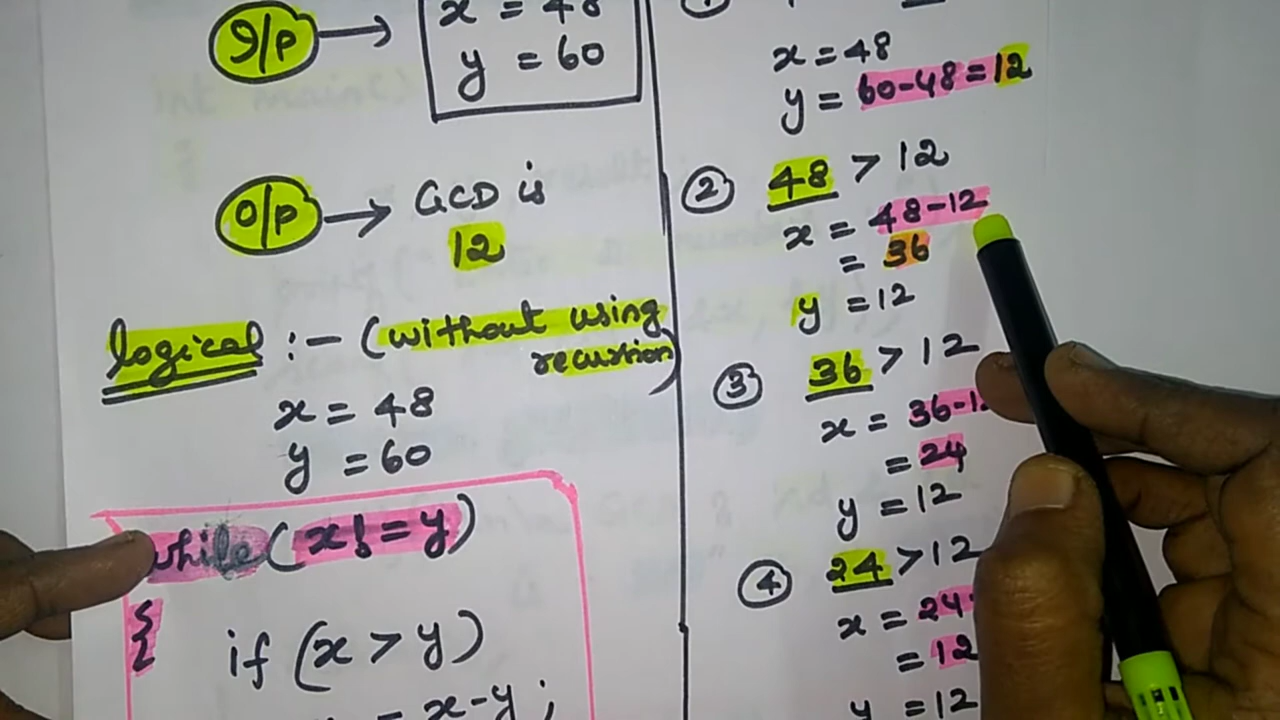 I/P → x = 48
y = 60
O/P → GCD is
12
logical :- (without using
recursion)
x = 48
y = 60
while (x != y)
{
if (x > y)
= x-y;
x = 48
y = 60-48 = 12
② 48 > 12
x = 48-12
= 36
y = 12
③ 36 > 12
x = 36-1
= 24
y = 12
④ 24 > 12
x = 24
= 12
y = 12